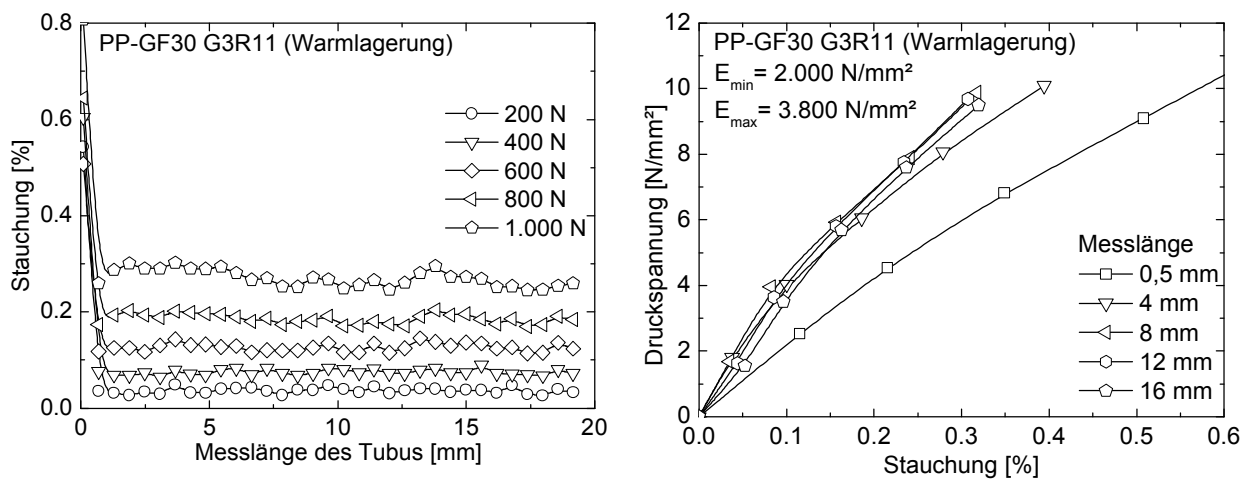 PP-GF30 G3R11 (Warmlagerung)
200 N
400 N
600 N
800 N
1.000 N
Stauchung [%]
0.8
0.6
0.4
0.2
0.0
0
5
10
15
20
Messlänge des Tubus [mm]
PP-GF30 G3R11 (Warmlagerung)
Emin= 2.000 N/mm²
Emax= 3.800 N/mm²
Messlänge
0,5 mm
4 mm
8 mm
12 mm
16 mm
Druckspannung [N/mm²]
12
10
8
6
4
2
0
0.0
0.1
0.2
0.3
0.4
0.5
0.6
Stauchung [%]